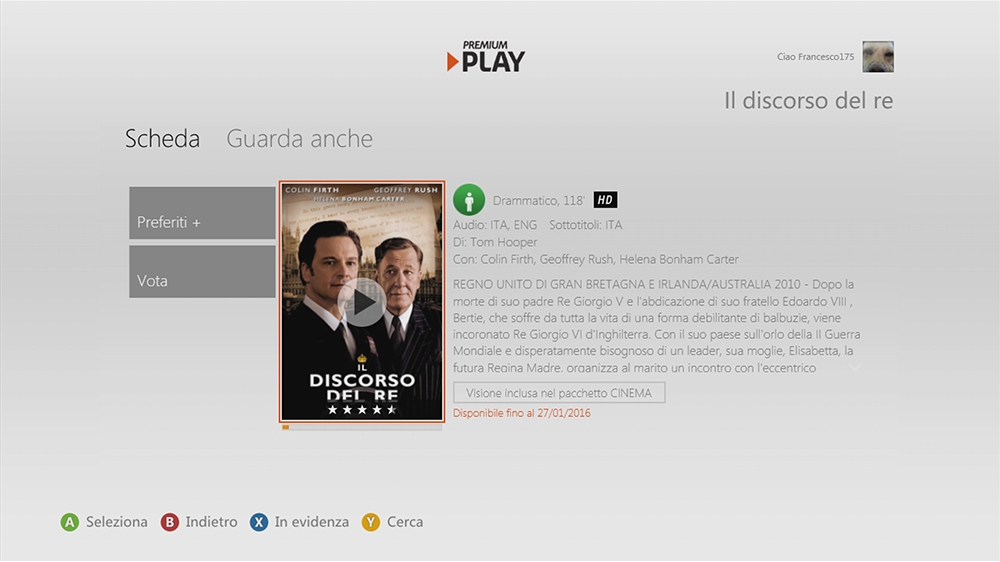 PREMIUM
PLAY
Ciao Francesco175
Il discorso del re
Scheda Guarda anche
Preferiti +
Vota
COLIN FIRTH GEOFFREY RUSH
HELENA BONHAM CARTER
IL
DISCORSO
DEL RE
Drammatico, 118' HD
Audio: ITA, ENG Sottotitoli: ITA
Di: Tom Hooper
Con: Colin Firth, Geoffrey Rush, Helena Bonham Carter
REGNO UNITO DI GRAN BRETAGNA E IRLANDA/AUSTRALIA 2010 - Dopo la
morte di suo padre Re Giorgio V e l'abdicazione di suo fratello Edoardo VIII ,
Bertie, che soffre da tutta la vita di una forma debilitante di balbuzie, viene
incoronato Re Giorgio VI d'Inghilterra. Con il suo paese sull'orlo della II Guerra
Mondiale e disperatamente bisognoso di un leader, sua moglie, Elisabetta, la
futura Regina Madre, organizza al marito un incontro con l'eccentrico
Visione inclusa nel pacchetto CINEMA
Disponibile fino al 27/01/2016
A Seleziona B Indietro X In evidenza Y Cerca